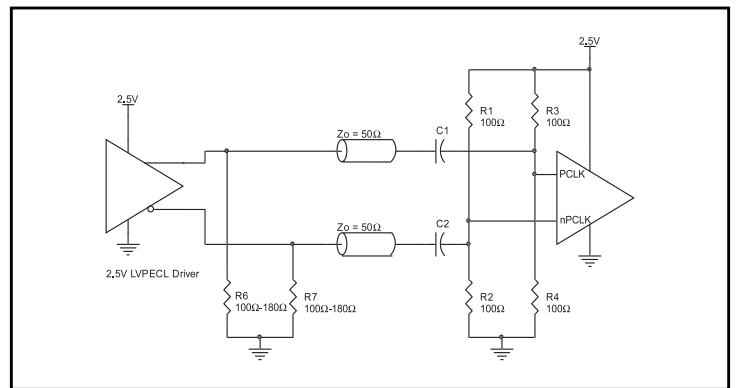 2.5V
2.5V
R1
100Ω
R3
100Ω
Zo = 50Ω
C1
PCLK
nPCLK
Zo = 50Ω
C2
2.5V LVPECL Driver
R6
100Ω-180Ω
R7
100Ω-180Ω
R2
100Ω
R4
100Ω